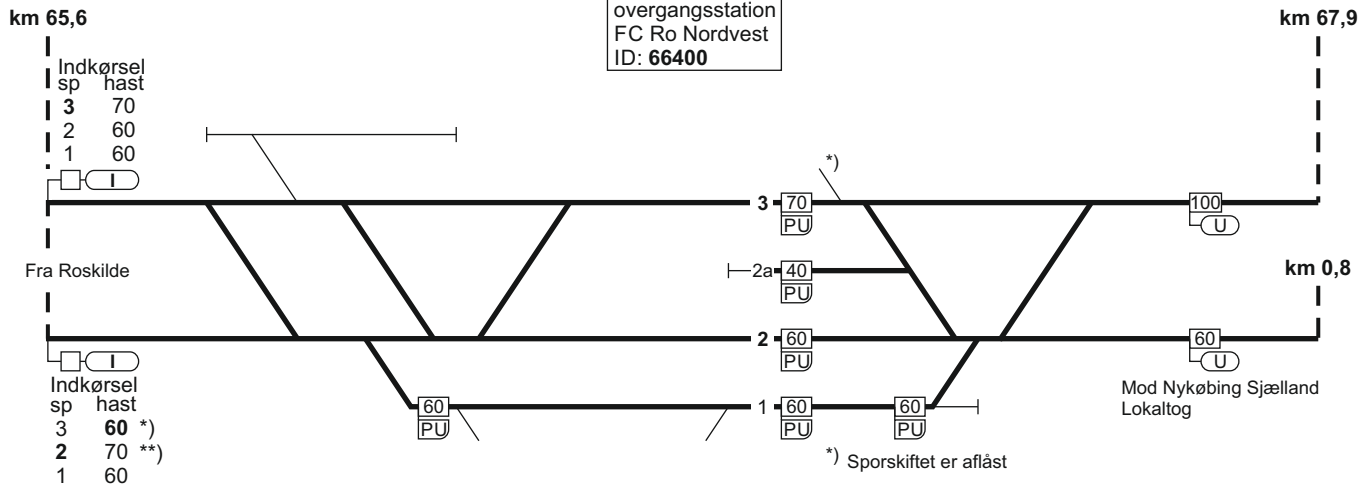 km 65,6
overgangsstation
FC Ro Nordvest
ID: 66400
km 67,9
Indkørsel
sp hast
3 70
2 60
1 60
I
*)
3 70
PU
100
U
Fra Roskilde
2a 40
PU
km 0,8
2 60
PU
60
U
I
Indkørsel
sp hast
3 60 *)
2 70 **)
1 60
60
PU
1 60
PU
60
PU
Mod Nykøbing Sjælland
Lokaltog
*) Sporskiftet er aflåst